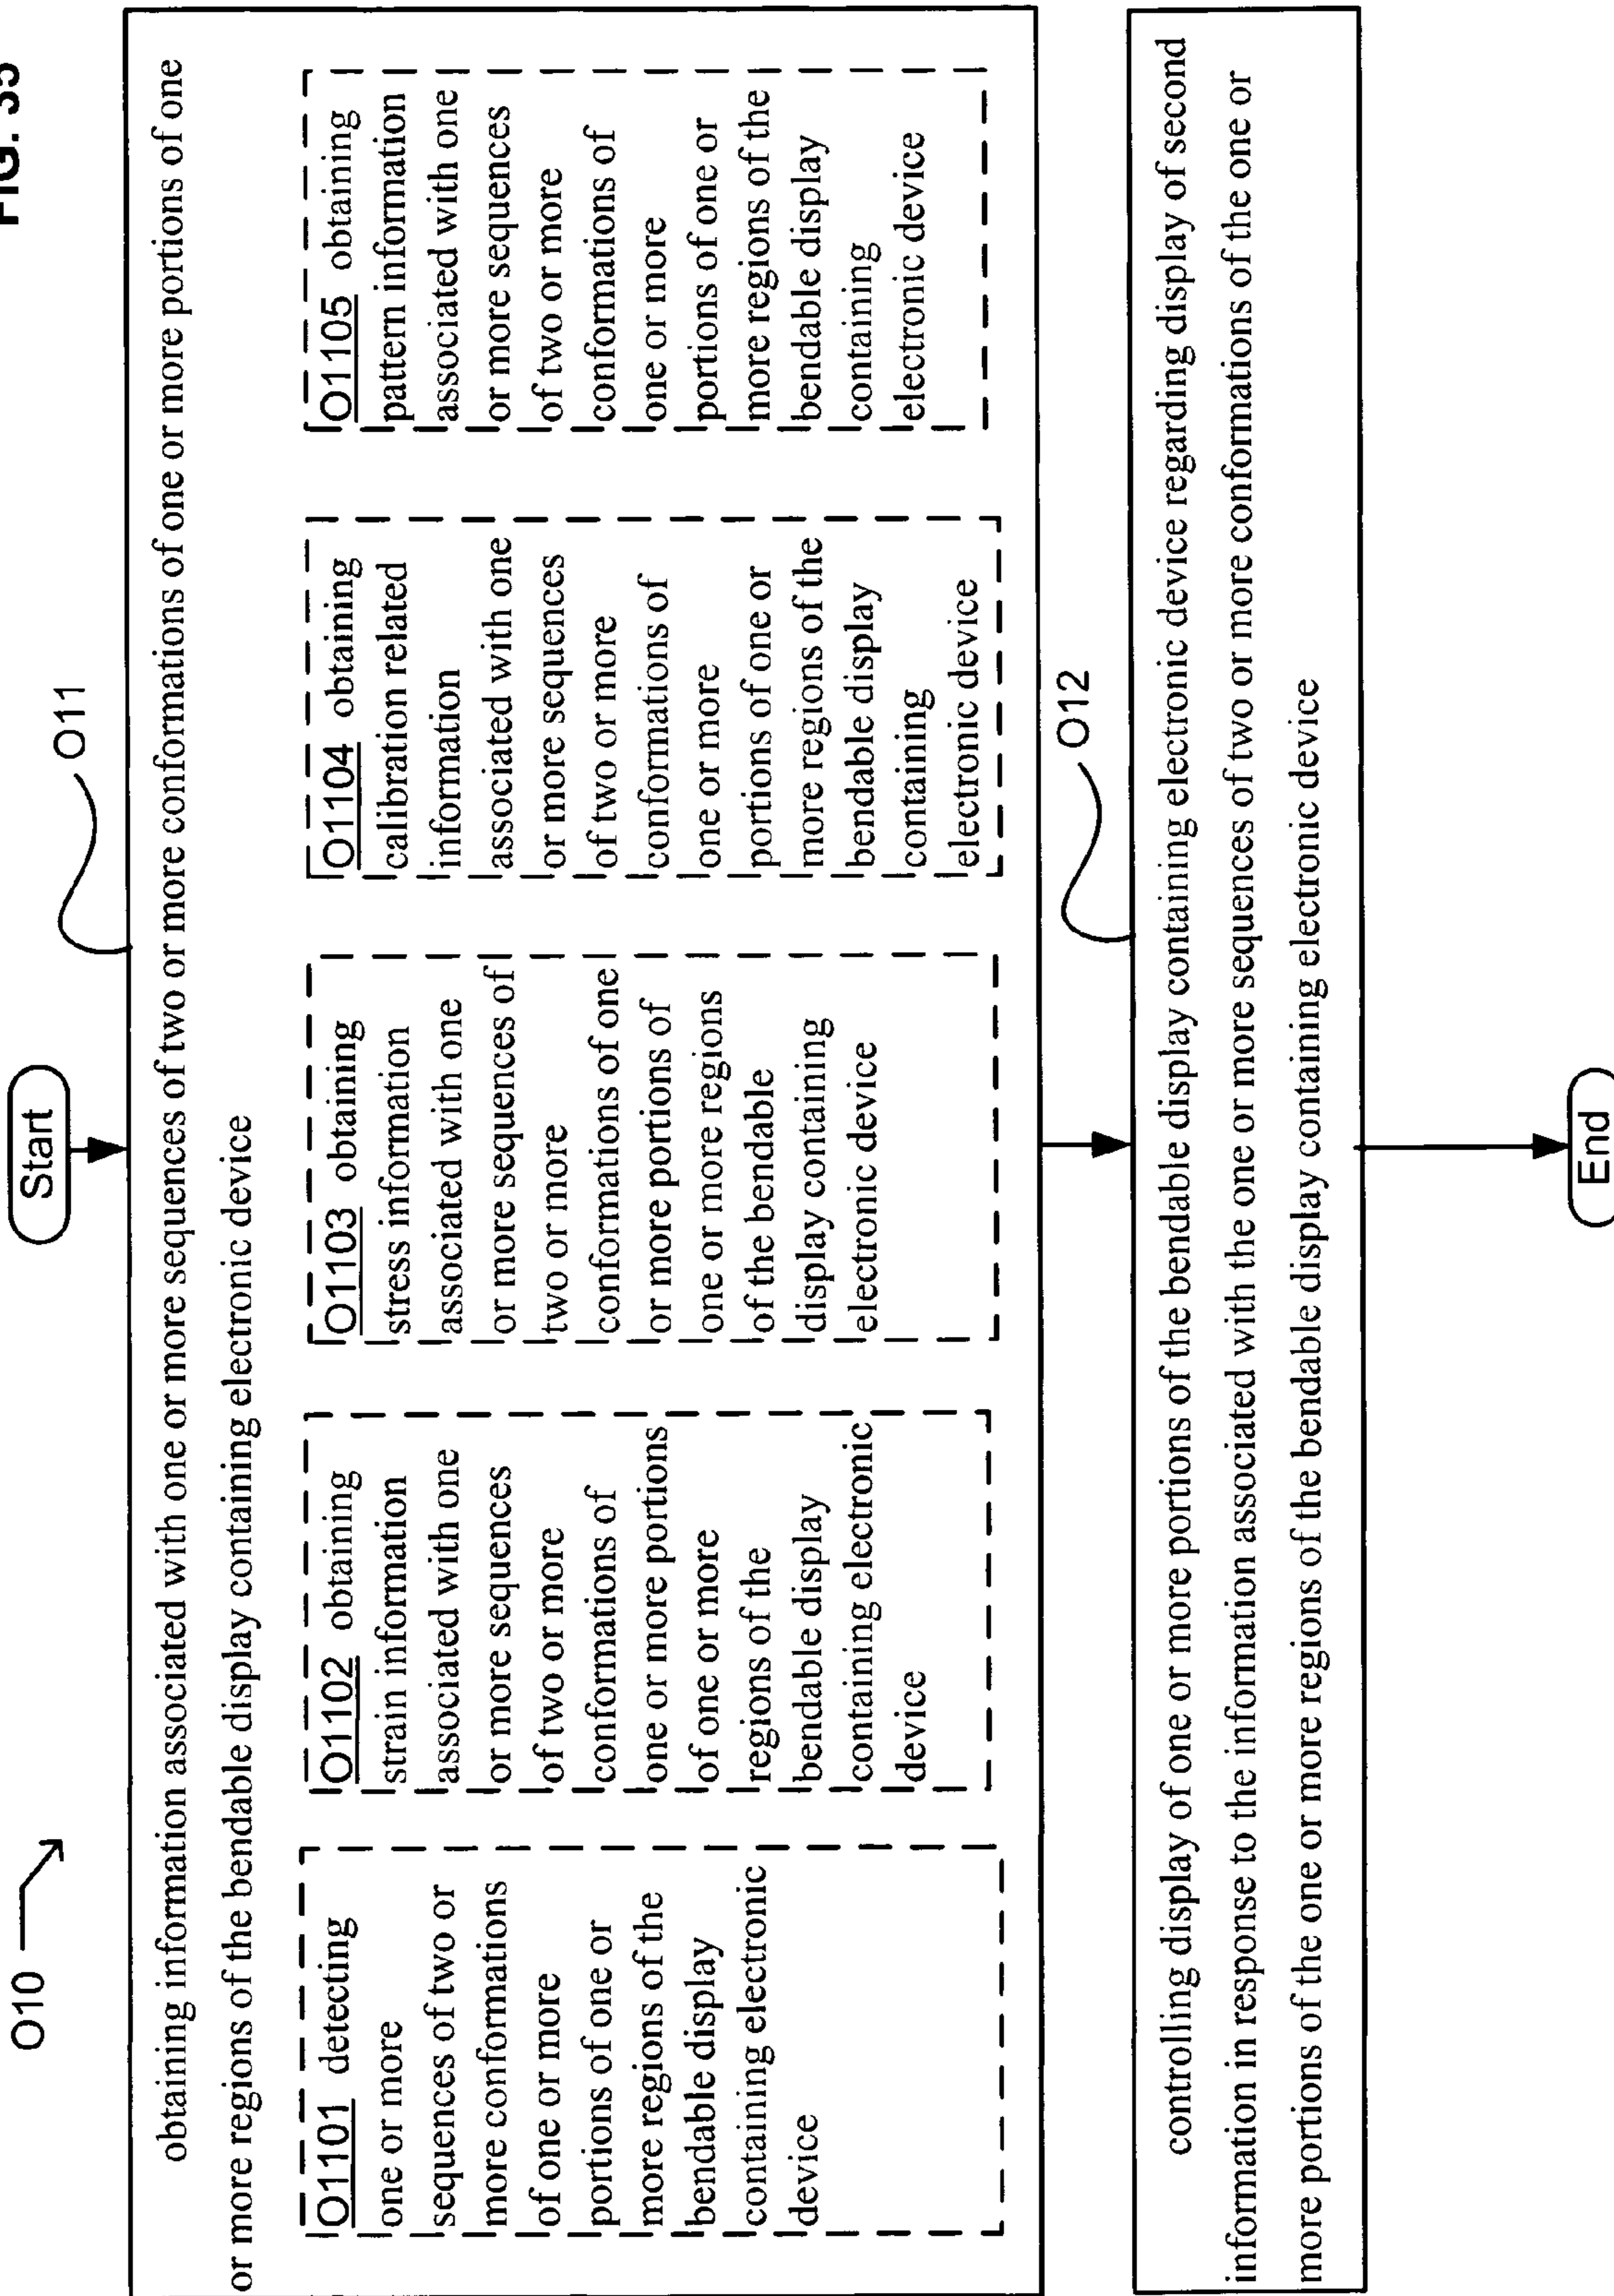 FIG. 35
O10
Start
O11
obtaining information associated with one or more sequences of two or more conformations of one or more portions of one
or more regions of the bendable display containing electronic device
O1101 detecting
one or more
sequences of two or
more conformations
of one or more
portions of one or
more regions of the
bendable display
containing electronic
device
O1102 obtaining
strain information
associated with one
or more sequences
of two or more
conformations of
one or more portions
of one or more
regions of the
bendable display
containing electronic
device
O1103 obtaining
stress information
associated with one
or more sequences of
two or more
conformations of one
or more portions of
one or more regions
of the bendable
display containing
electronic device
O1104 obtaining
calibration related
information
associated with one
or more sequences
of two or more
conformations of
one or more
portions of one or
more regions of the
bendable display
containing
electronic device
O1105 obtaining
pattern information
associated with one
or more sequences
of two or more
conformations of
one or more
portions of one or
more regions of the
bendable display
containing
electronic device
O12
controlling display of one or more portions of the bendable display containing electronic device regarding display of second
information in response to the information associated with the one or more sequences of two or more conformations of the one or
more portions of the one or more regions of the bendable display containing electronic device
End